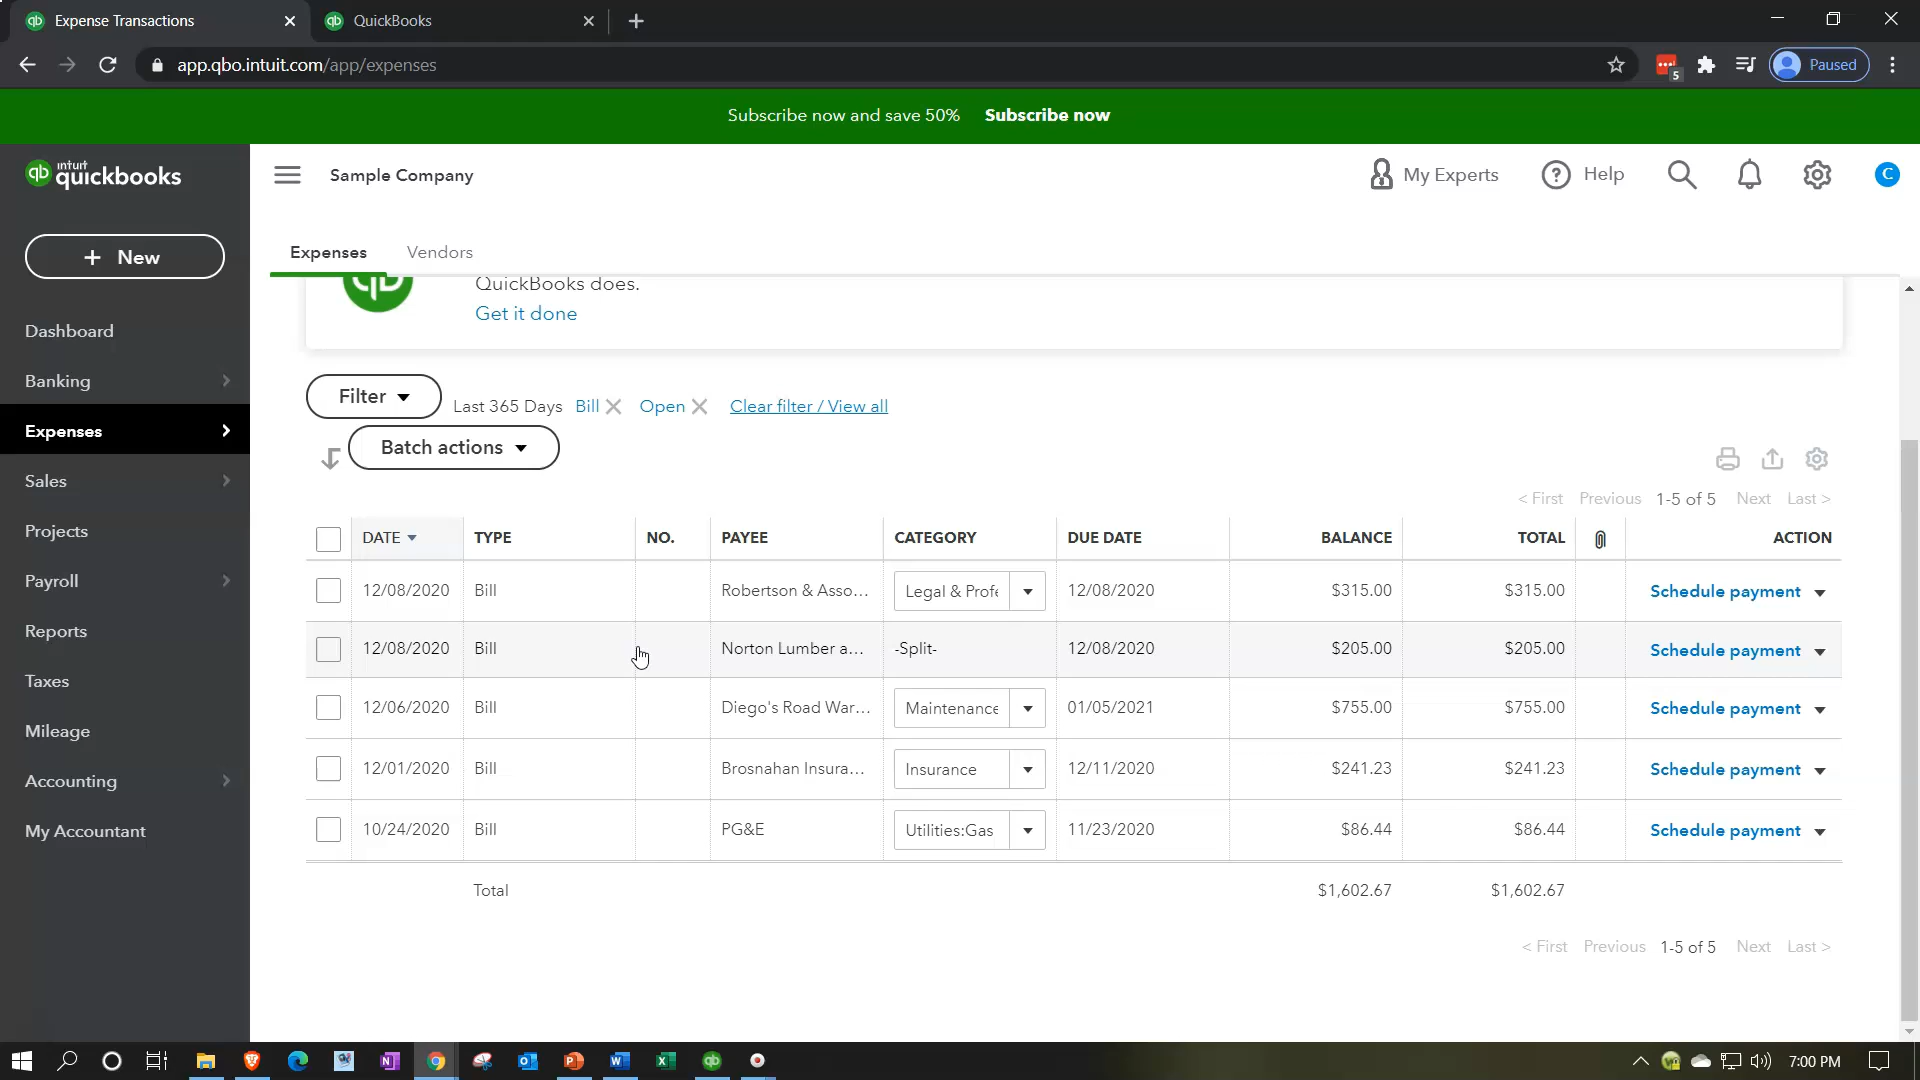 Expense Transactions
QuickBooks
app.qbo.intuit.com/app/expenses
5
Paused
Subscribe now and save 50% Subscribe now
qb intuit quickbooks
Sample Company
My Experts
? Help
C
+ New
Expenses
Vendors
QuickBooks does.
Get it done
Dashboard
Banking
Expenses
Sales
Projects
Payroll
Reports
Taxes
Mileage
Accounting
My Accountant
Filter
Last 365 Days Bill Open Clear filter / View all
Batch actions
< First Previous 1-5 of 5 Next Last >
DATE TYPE NO. PAYEE CATEGORY DUE DATE BALANCE TOTAL ACTION
12/08/2020 Bill Robertson & Asso... Legal & Profe 12/08/2020 $315.00 $315.00 Schedule payment
12/08/2020 Bill Norton Lumber a... -Split- 12/08/2020 $205.00 $205.00 Schedule payment
12/06/2020 Bill Diego's Road War... Maintenance 01/05/2021 $755.00 $755.00 Schedule payment
12/01/2020 Bill Brosnahan Insura... Insurance 12/11/2020 $241.23 $241.23 Schedule payment
10/24/2020 Bill PG&E Utilities:Gas 11/23/2020 $86.44 $86.44 Schedule payment
Total $1,602.67 $1,602.67
< First Previous 1-5 of 5 Next Last >
7:00 PM